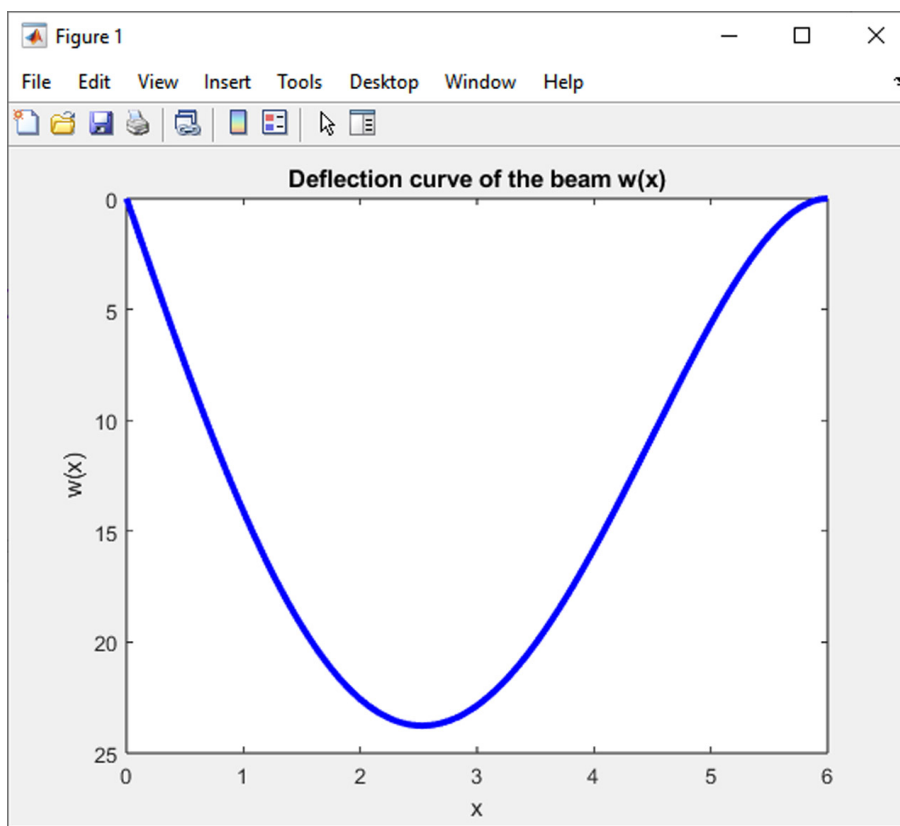 Figure 1
File Edit View Insert Tools Desktop Window Help
Deflection curve of the beam w(x)
0
5
10
15
20
25
w(x)
0 1 2 3 4 5 6
x